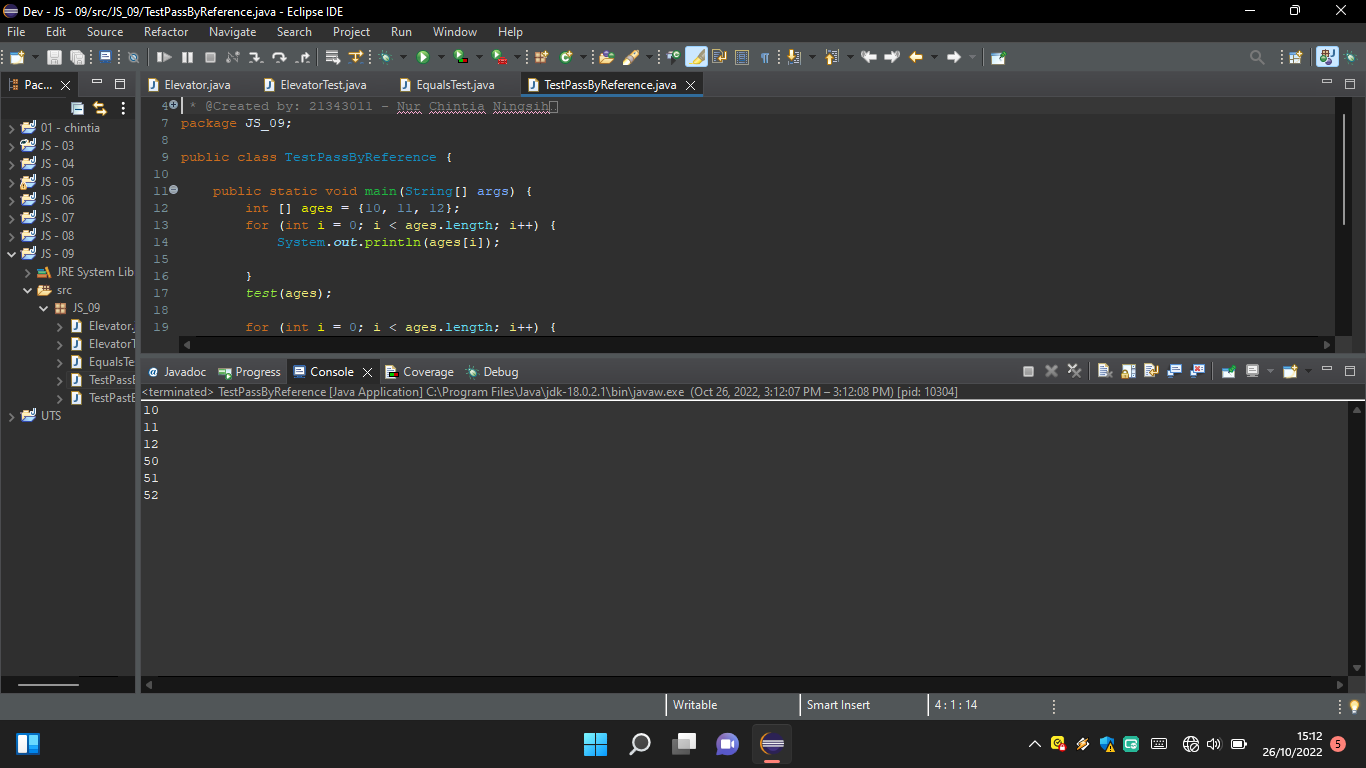 Dev - JS - 09/src/JS_09/TestPassByReference.java - Eclipse IDE
File Edit Source Refactor Navigate Search Project Run Window Help
Pac...
Elevator.java ElevatorTest.java EqualsTest.java TestPassByReference.java
01 - chintia
JS - 03
JS - 04
JS - 05
JS - 06
JS - 07
JS - 08
JS - 09
JRE System Lib
src
JS_09
Elevator.
ElevatorT
EqualsTe
TestPassE
TestPastE
UTS
4 * @Created by: 21343011 - Nur Chintia Ningsih
7 package JS_09;
8
9 public class TestPassByReference {
10
11 public static void main(String[] args) {
12 int [] ages = {10, 11, 12};
13 for (int i = 0; i < ages.length; i++) {
14 System.out.println(ages[i]);
15
16 }
17 test(ages);
18
19 for (int i = 0; i < ages.length; i++) {
Javadoc Progress Console Coverage Debug
<terminated> TestPassByReference [Java Application] C:\Program Files\Java\jdk-18.0.2.1\bin\javaw.exe (Oct 26, 2022, 3:12:07 PM – 3:12:08 PM) [pid: 10304]
10
11
12
50
51
52
Writable Smart Insert 4 : 1 : 14
15:12
26/10/2022 5